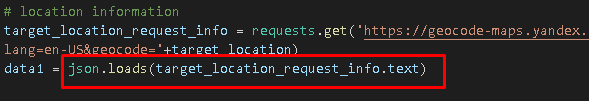 # location information
target_location_request_info = requests.get('https://geocode-maps.yandex.
lang=en-US&geocode='+target_location)
data1 = json.loads(target_location_request_info.text)